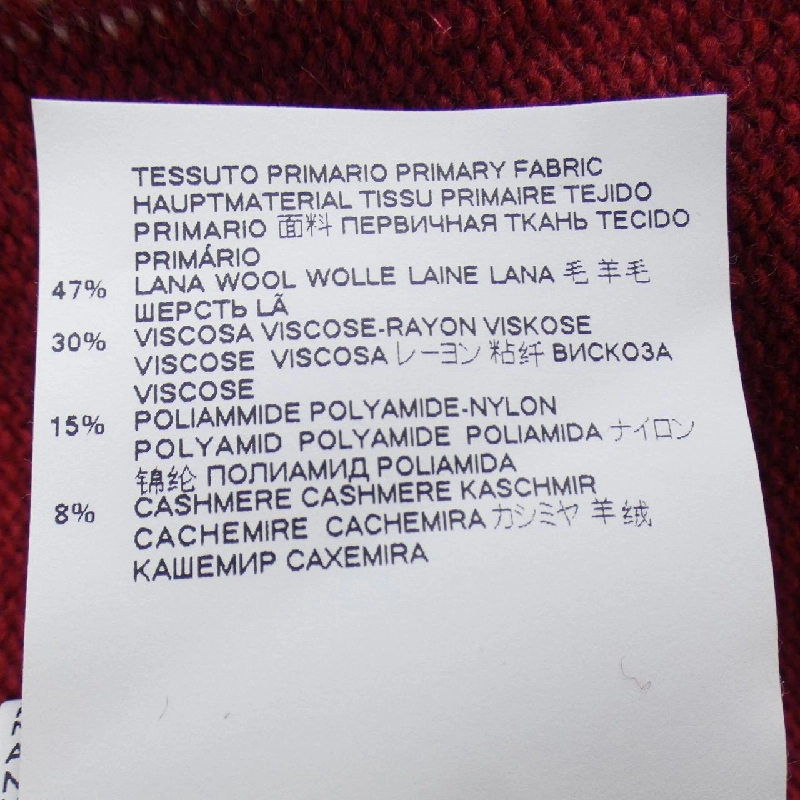 TESSUTO PRIMARIO PRIMARY FABRIC
HAUPTMATERIAL TISSU PRIMAIRE TEJIDO
PRIMARIO 面料 ПЕРВИЧНАЯ ТКАНЬ TECIDO
PRIMÁRIO
47% LANA WOOL WOLLE LAINE LANA 毛 羊毛
ШЕРСТЬ LÃ
30% VISCOSA VISCOSE-RAYON VISKOSE
VISCOSE VISCOSA レーヨン 粘纤 ВИСКОЗА
VISCOSE
15% POLIAMMIDE POLYAMIDE-NYLON
POLYAMID POLYAMIDE POLIAMIDA ナイロン
锦纶 ПОЛИАМИД POLIAMIDA
8% CASHMERE CASHMERE KASCHMIR
CACHEMIRE CACHEMIRA カシミヤ 羊绒
КАШЕМИР CAXEMIRA